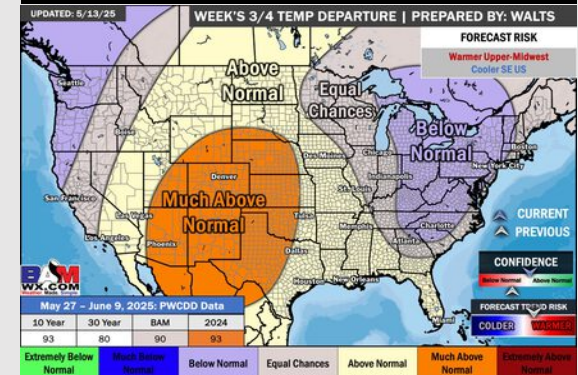 UPDATED: 5/13/25
WEEK'S 3/4 TEMP DEPARTURE | PREPARED BY: WALTS
FORECAST RISK
Warmer Upper-Midwest
Cooler SE US
Seattle
Above
Normal
Equal
Chances
Boise
Below
Normal
Boston
New York City
Des Moines
Chicago
Denver
Indianapolis
San Francisco
Much Above
Normal
St. Louis
Las Vegas
Tulsa
Memphis
Charlotte
Los Angeles
Phoenix
Atlanta
Dallas
CURRENT
PREVIOUS
Houston
New Orleans
Miami
CONFIDENCE
Below Normal
Above Normal
BAM
WX.COM
Weather Made Simple
FORECAST TREND RISK
COLDER
WARMER
May 27 – June 9, 2025: PWCDD Data
10 Year 30 Year BAM 2024
93 80 90 93
Extremely Below
Normal
Much Below
Normal
Below Normal
Equal Chances
Above Normal
Much Above
Normal
Extremely Above
Normal